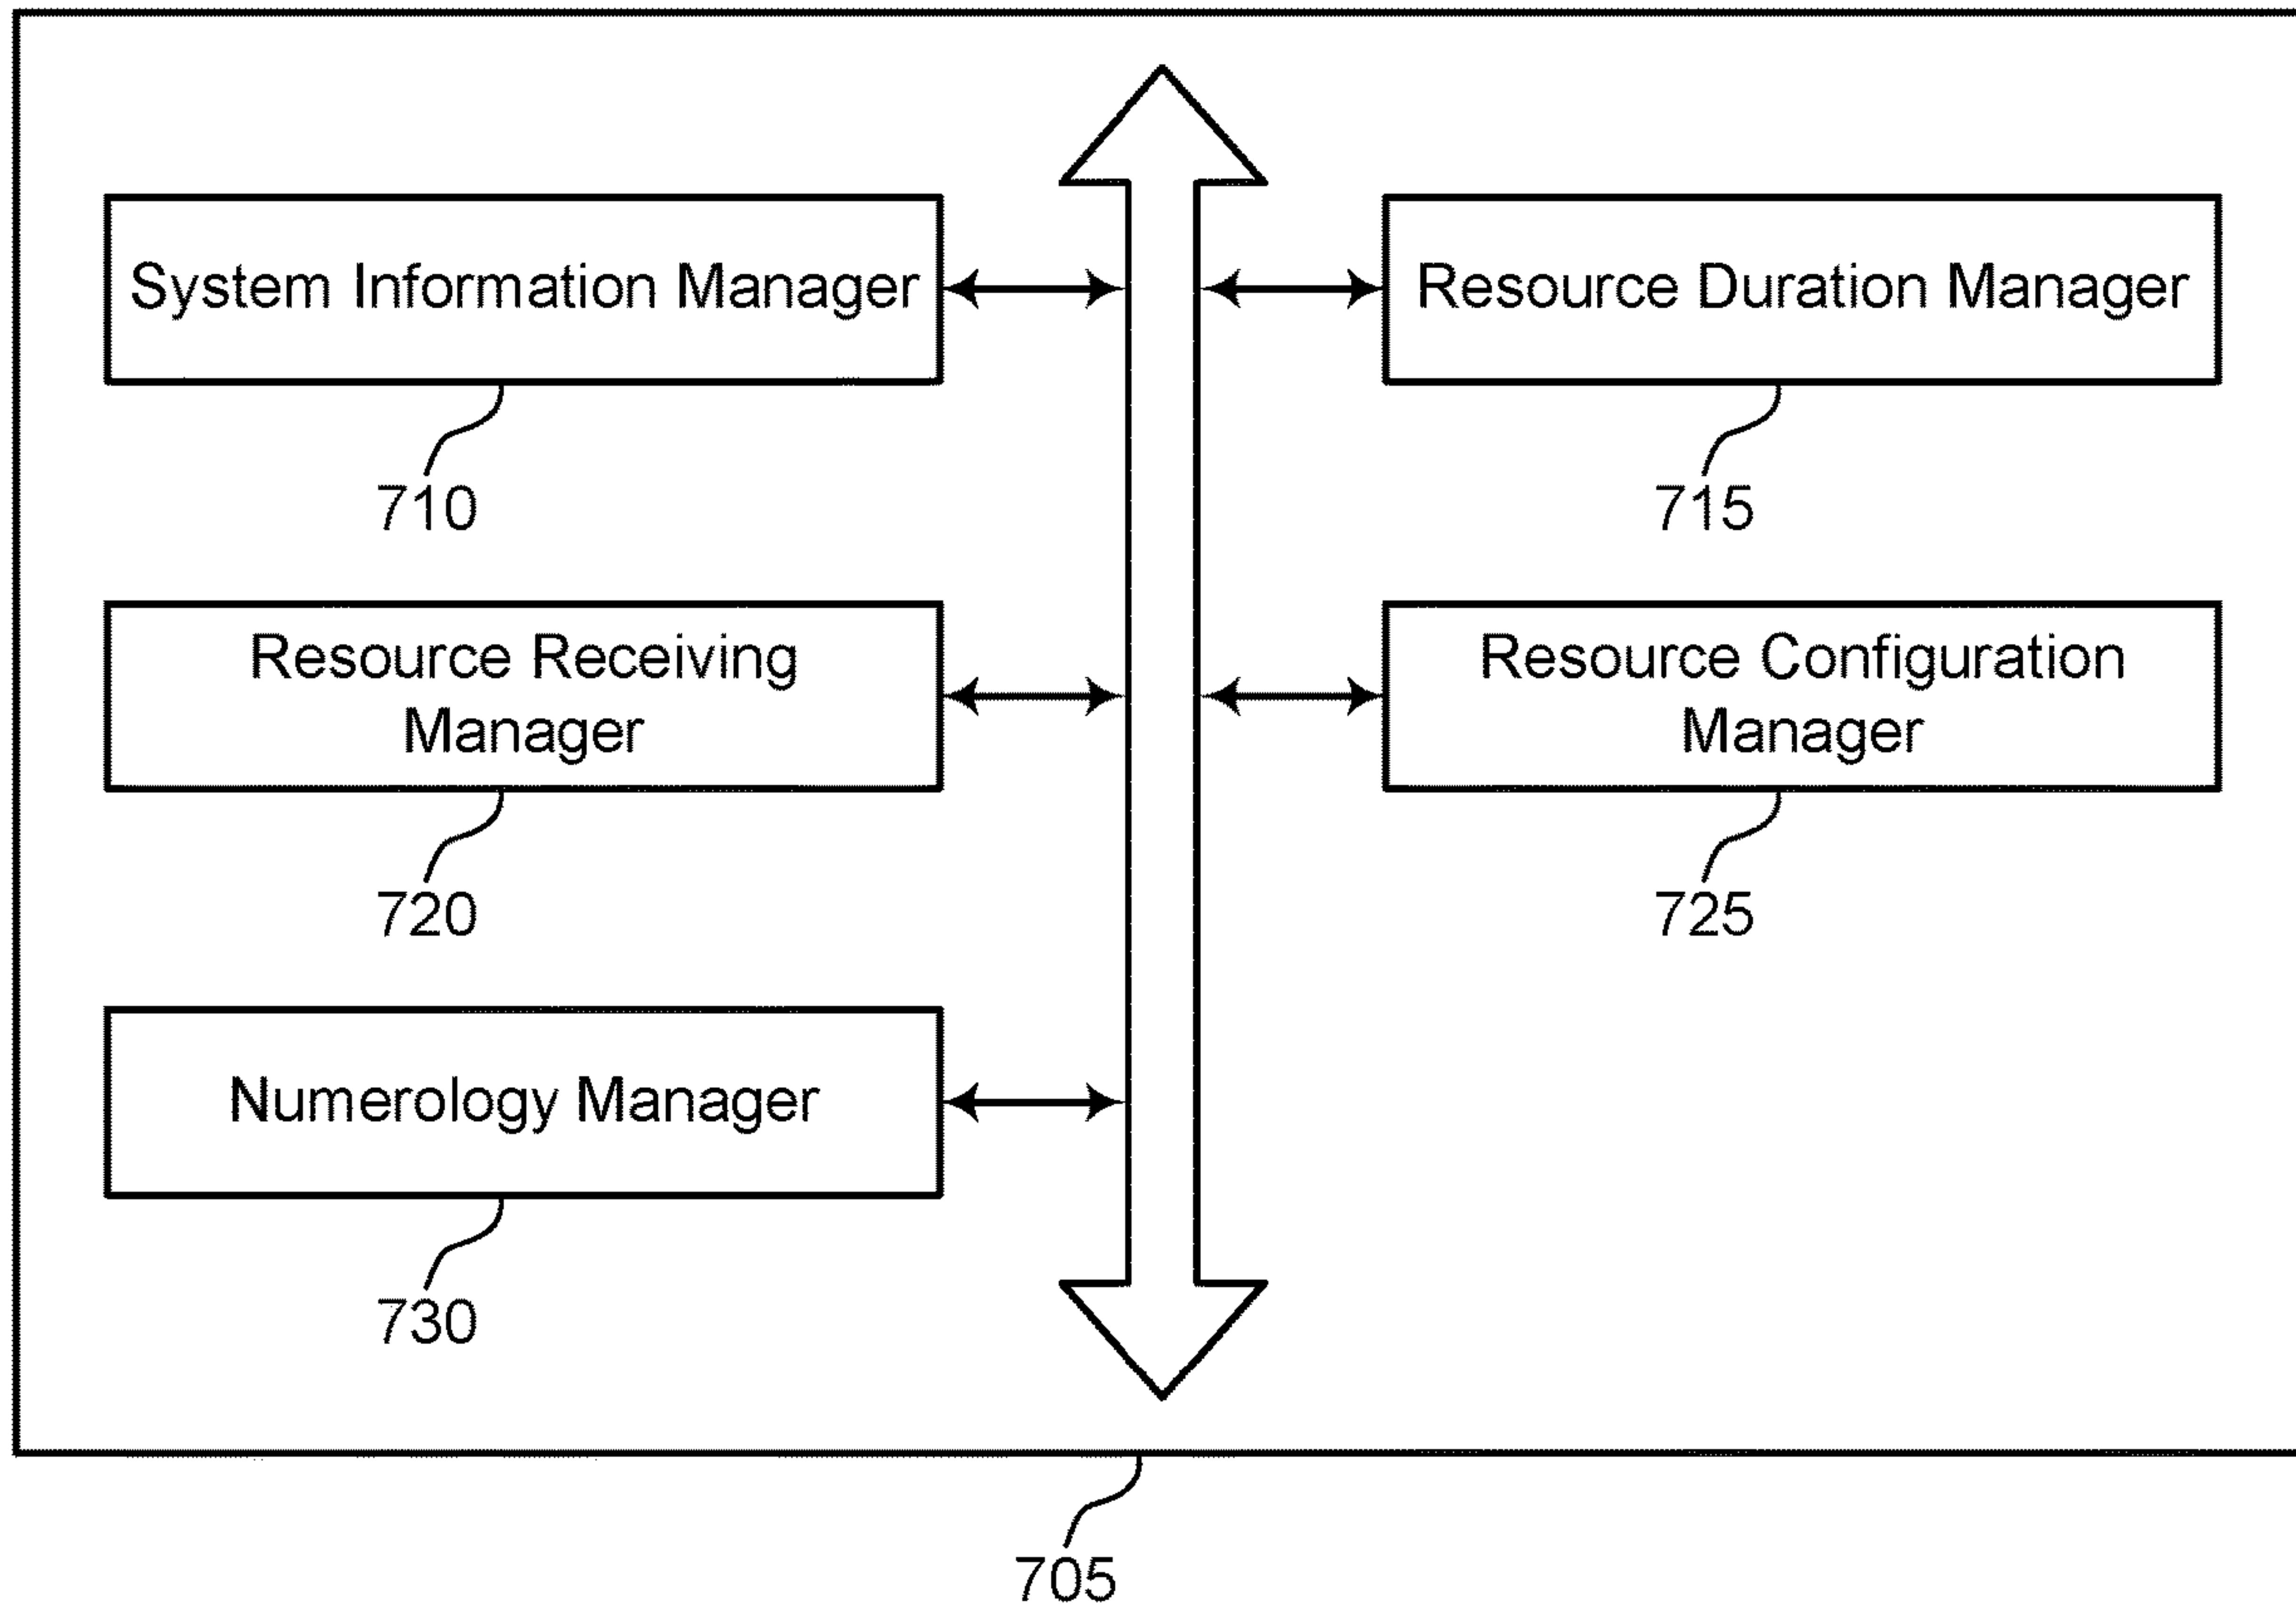 System Information Manager
710
Resource Duration Manager
715
Resource Receiving
Manager
720
Resource Configuration
Manager
725
Numerology Manager
730
705